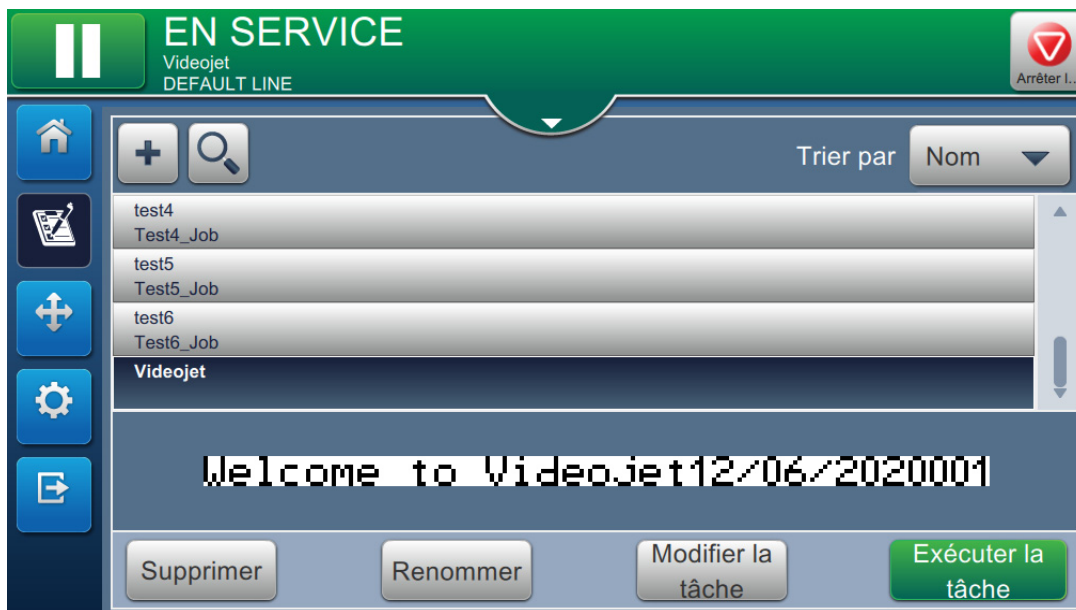 EN SERVICE
Videojet
DEFAULT LINE
Arrêter l...
Trier par
Nom
test4
Test4_Job
test5
Test5_Job
test6
Test6_Job
Videojet
Welcome to Videojet12/06/2020001
Supprimer
Renommer
Modifier la
tâche
Exécuter la
tâche